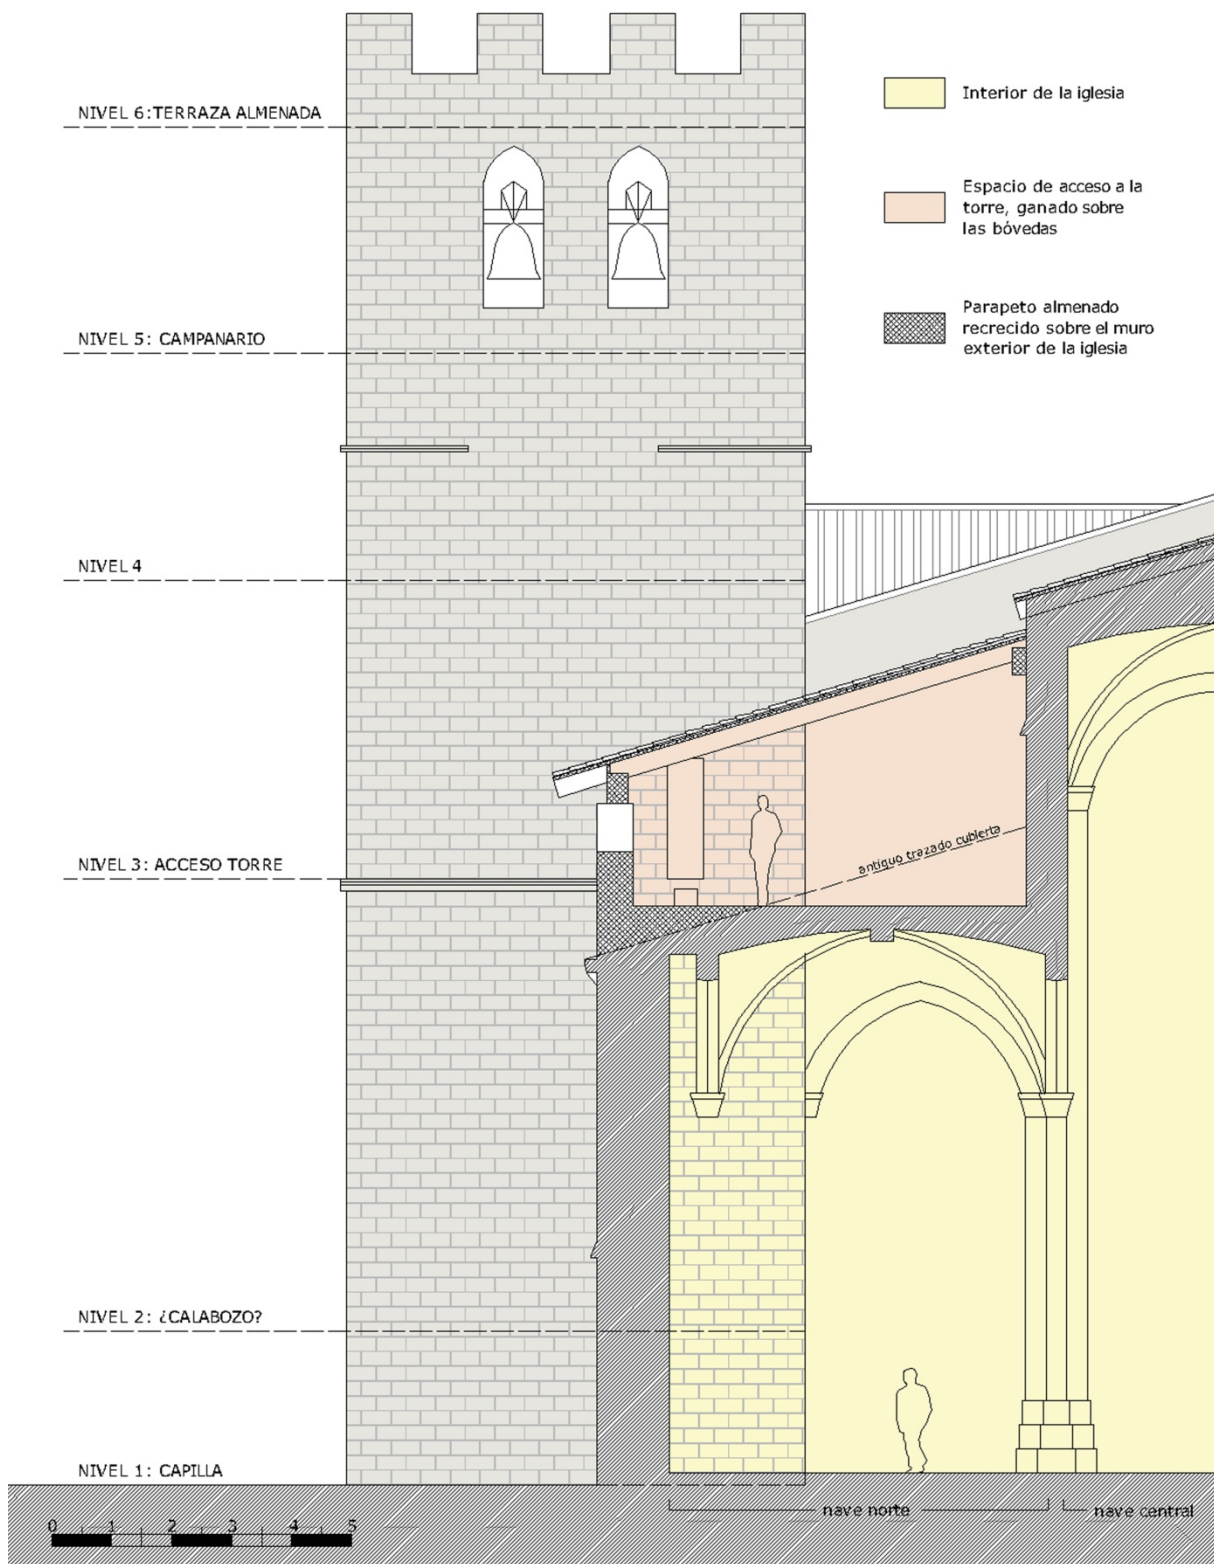 NIVEL 6:TERRAZA ALMENADA
Interior de la iglesia
Espacio de acceso a la
torre, ganado sobre
las bóvedas
Parapeto almenado
recrecido sobre el muro
exterior de la iglesia
NIVEL 5: CAMPANARIO
NIVEL 4
NIVEL 3: ACCESO TORRE
antiguo trazado cubierta
NIVEL 2: ¿CALABOZO?
NIVEL 1: CAPILLA
nave norte
nave central
0 1 2 3 4 5